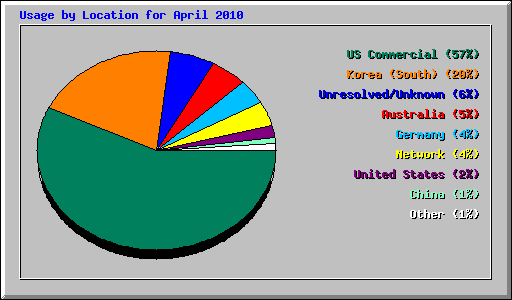 Usage by Location for April 2010
US Commercial (57%)
Korea (South) (20%)
Unresolved/Unknown (6%)
Australia (5%)
Germany (4%)
Network (4%)
United States (2%)
China (1%)
Other (1%)